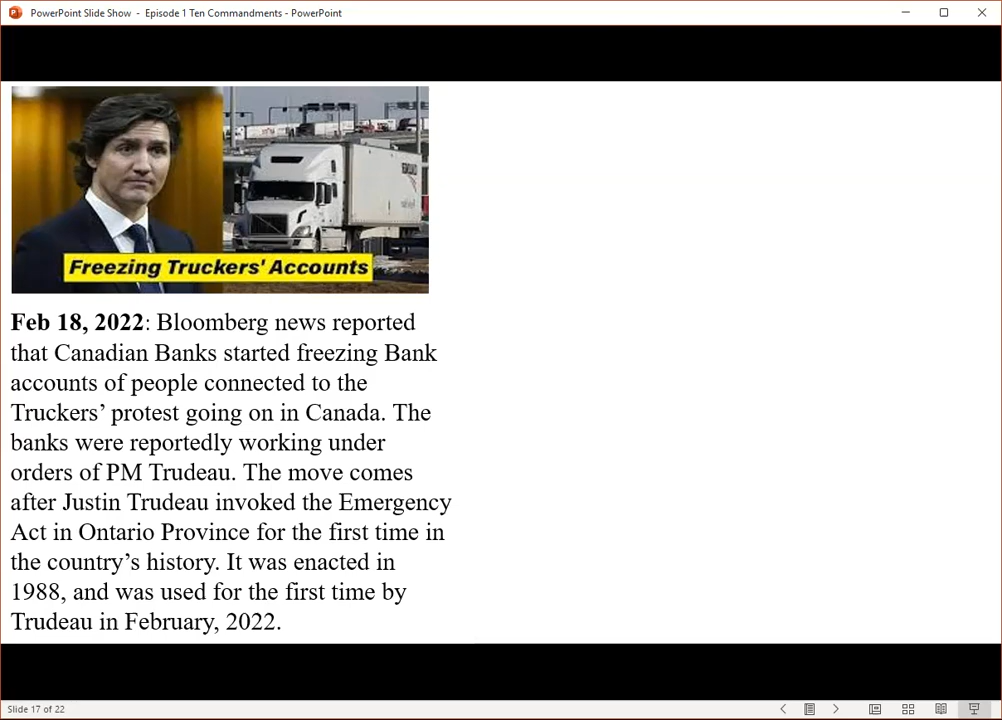 PowerPoint Slide Show - Episode 1 Ten Commandments - PowerPoint
Freezing Truckers' Accounts
Feb 18, 2022: Bloomberg news reported
that Canadian Banks started freezing Bank
accounts of people connected to the
Truckers’ protest going on in Canada. The
banks were reportedly working under
orders of PM Trudeau. The move comes
after Justin Trudeau invoked the Emergency
Act in Ontario Province for the first time in
the country’s history. It was enacted in
1988, and was used for the first time by
Trudeau in February, 2022.
Slide 17 of 22